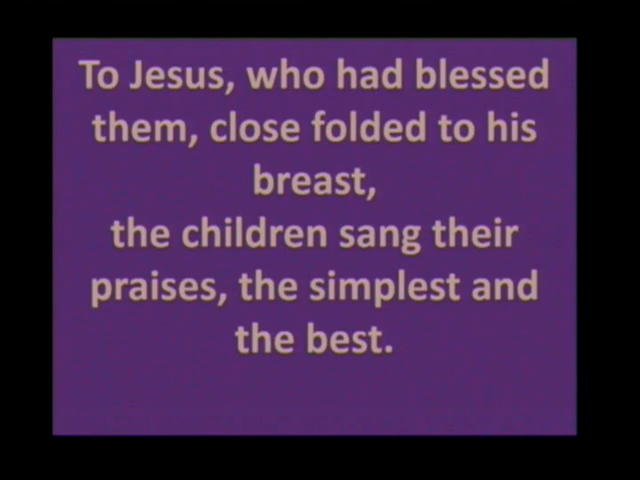 To Jesus, who had blessed
them, close folded to his
breast,
the children sang their
praises, the simplest and
the best.